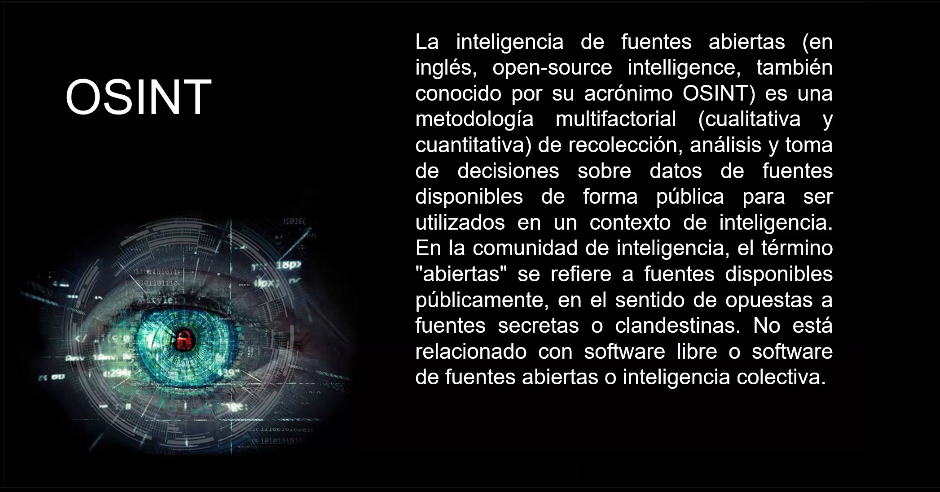 OSINT
La inteligencia de fuentes abiertas (en
inglés, open-source intelligence, también
conocido por su acrónimo OSINT) es una
metodología multifactorial (cualitativa y
cuantitativa) de recolección, análisis y toma
de decisiones sobre datos de fuentes
disponibles de forma pública para ser
utilizados en un contexto de inteligencia.
En la comunidad de inteligencia, el término
"abiertas" se refiere a fuentes disponibles
públicamente, en el sentido de opuestas a
fuentes secretas o clandestinas. No está
relacionado con software libre o software
de fuentes abiertas o inteligencia colectiva.